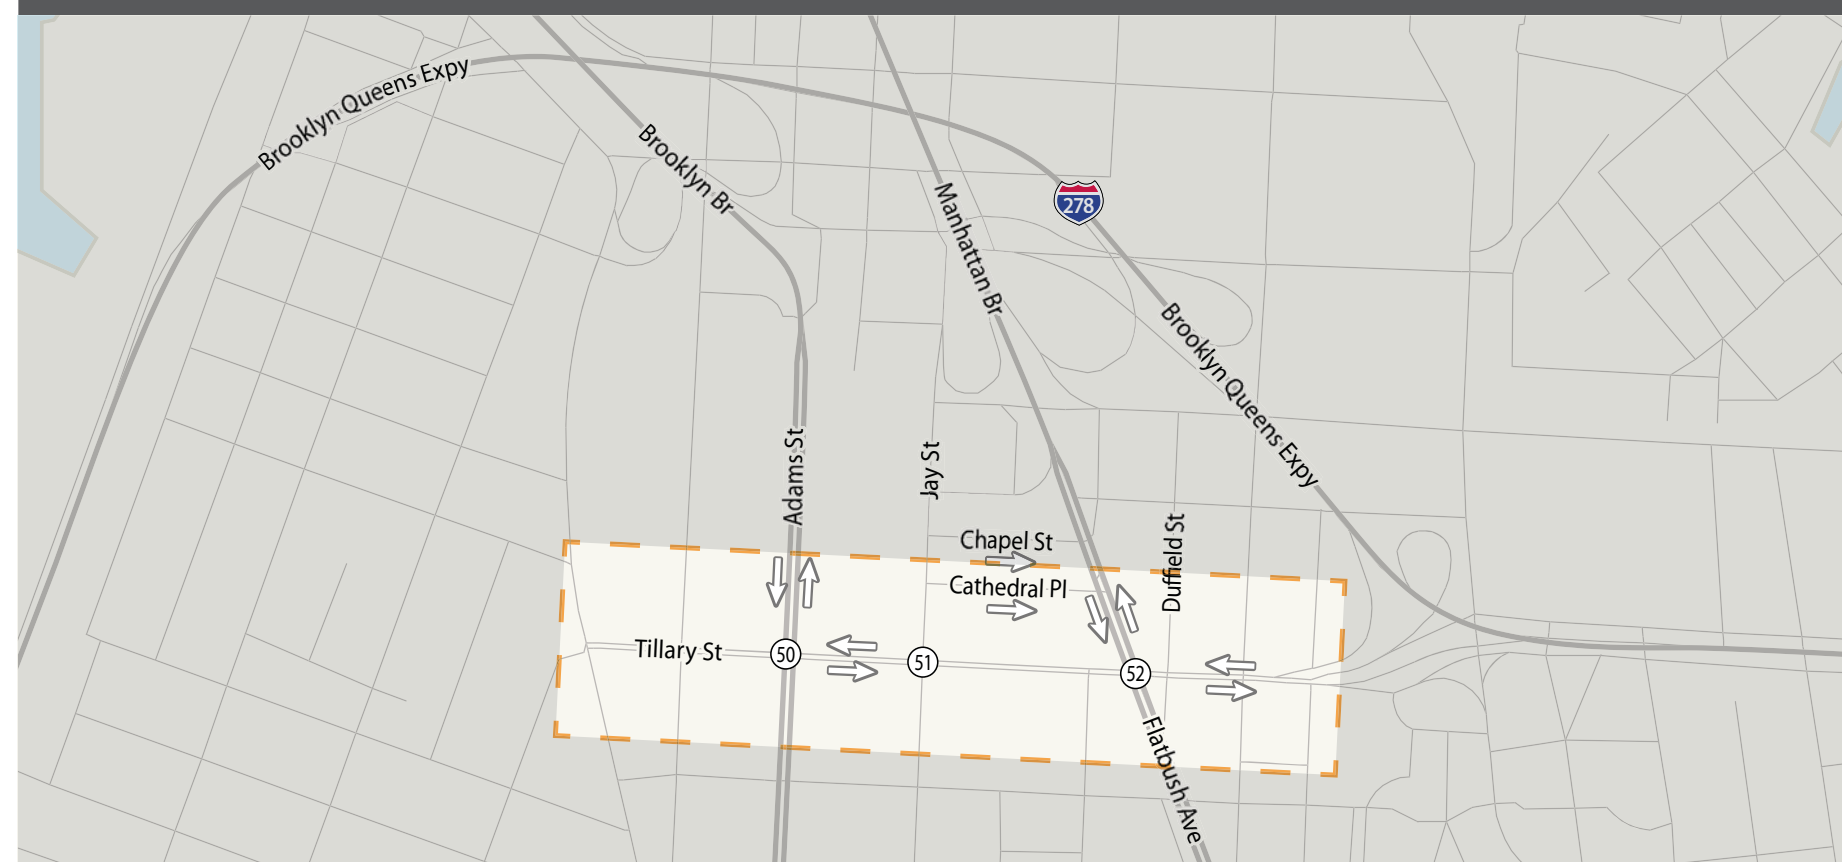 Brooklyn Queens Expy
Brooklyn Br
Manhattan Br
278
Brooklyn Queens Expy
Adams St
Jay St
Chapel St
Duffield St
Cathedral Pl
Tillary St
50
51
52
Flatbush Ave